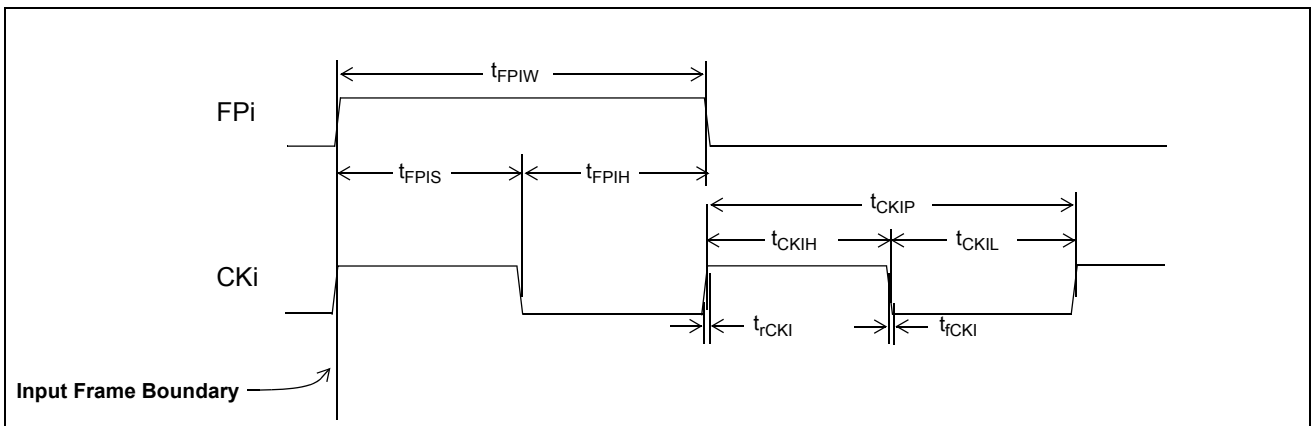 tFPIW
FPi
tFPIS
tFPIH
tCKIP
tCKIH
tCKIL
CKi
trCKI
tfCKI
Input Frame Boundary